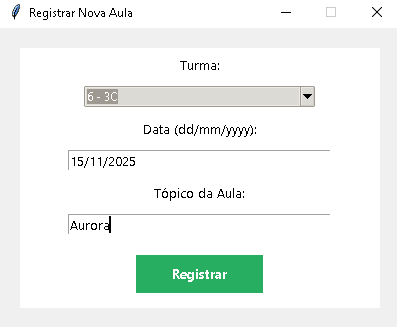 Registrar Nova Aula
Turma:
6 - 3C
Data (dd/mm/yyyy):
15/11/2025
Tópico da Aula:
Aurora
Registrar